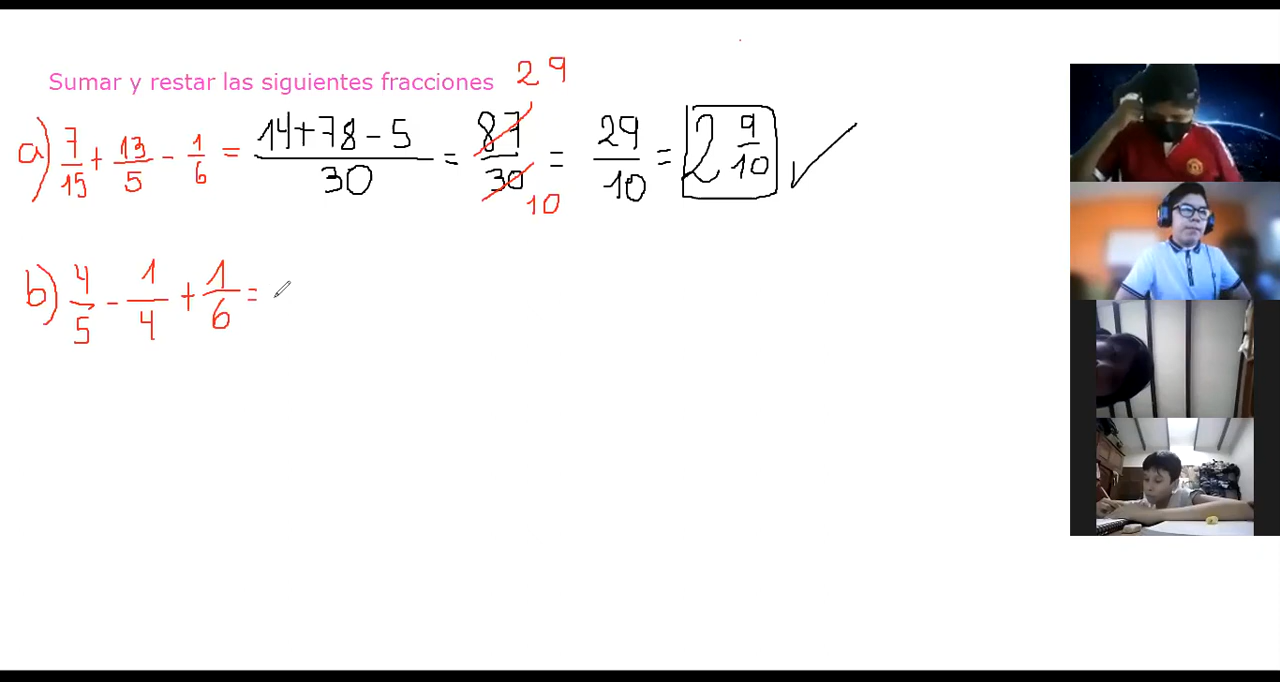 Sumar y restar las siguientes fracciones
a) 7/15 + 13/5 - 1/6 = 14+78-5/30 = 87/30 29 10 = 29/10 = 2 9/10 ✓
b) 4/5 - 1/4 + 1/6 =